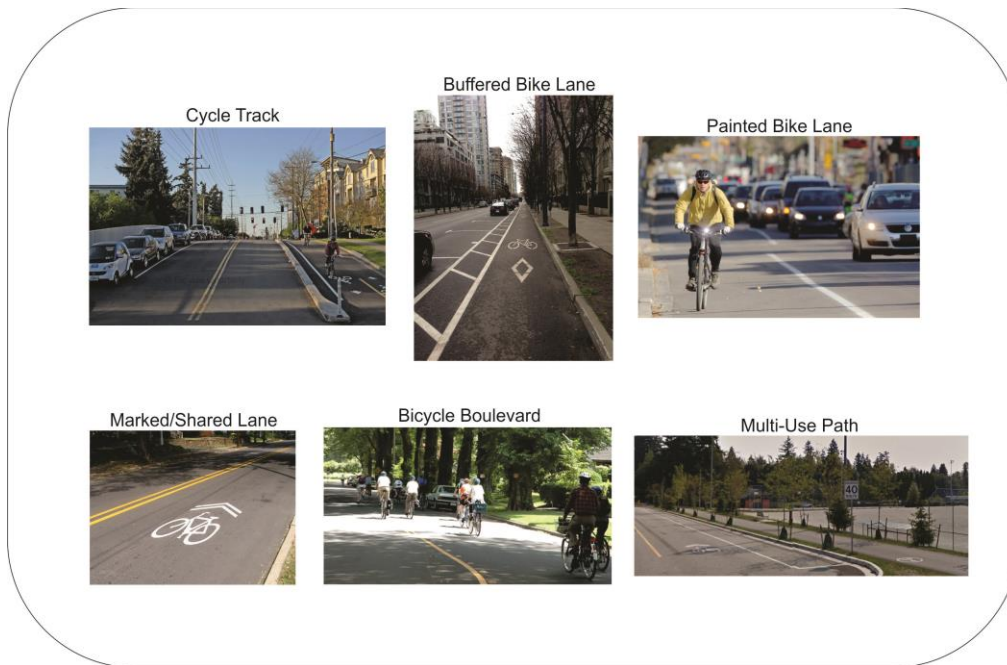 Cycle Track
Buffered Bike Lane
Painted Bike Lane
Marked/Shared Lane
Bicycle Boulevard
Multi-Use Path
40